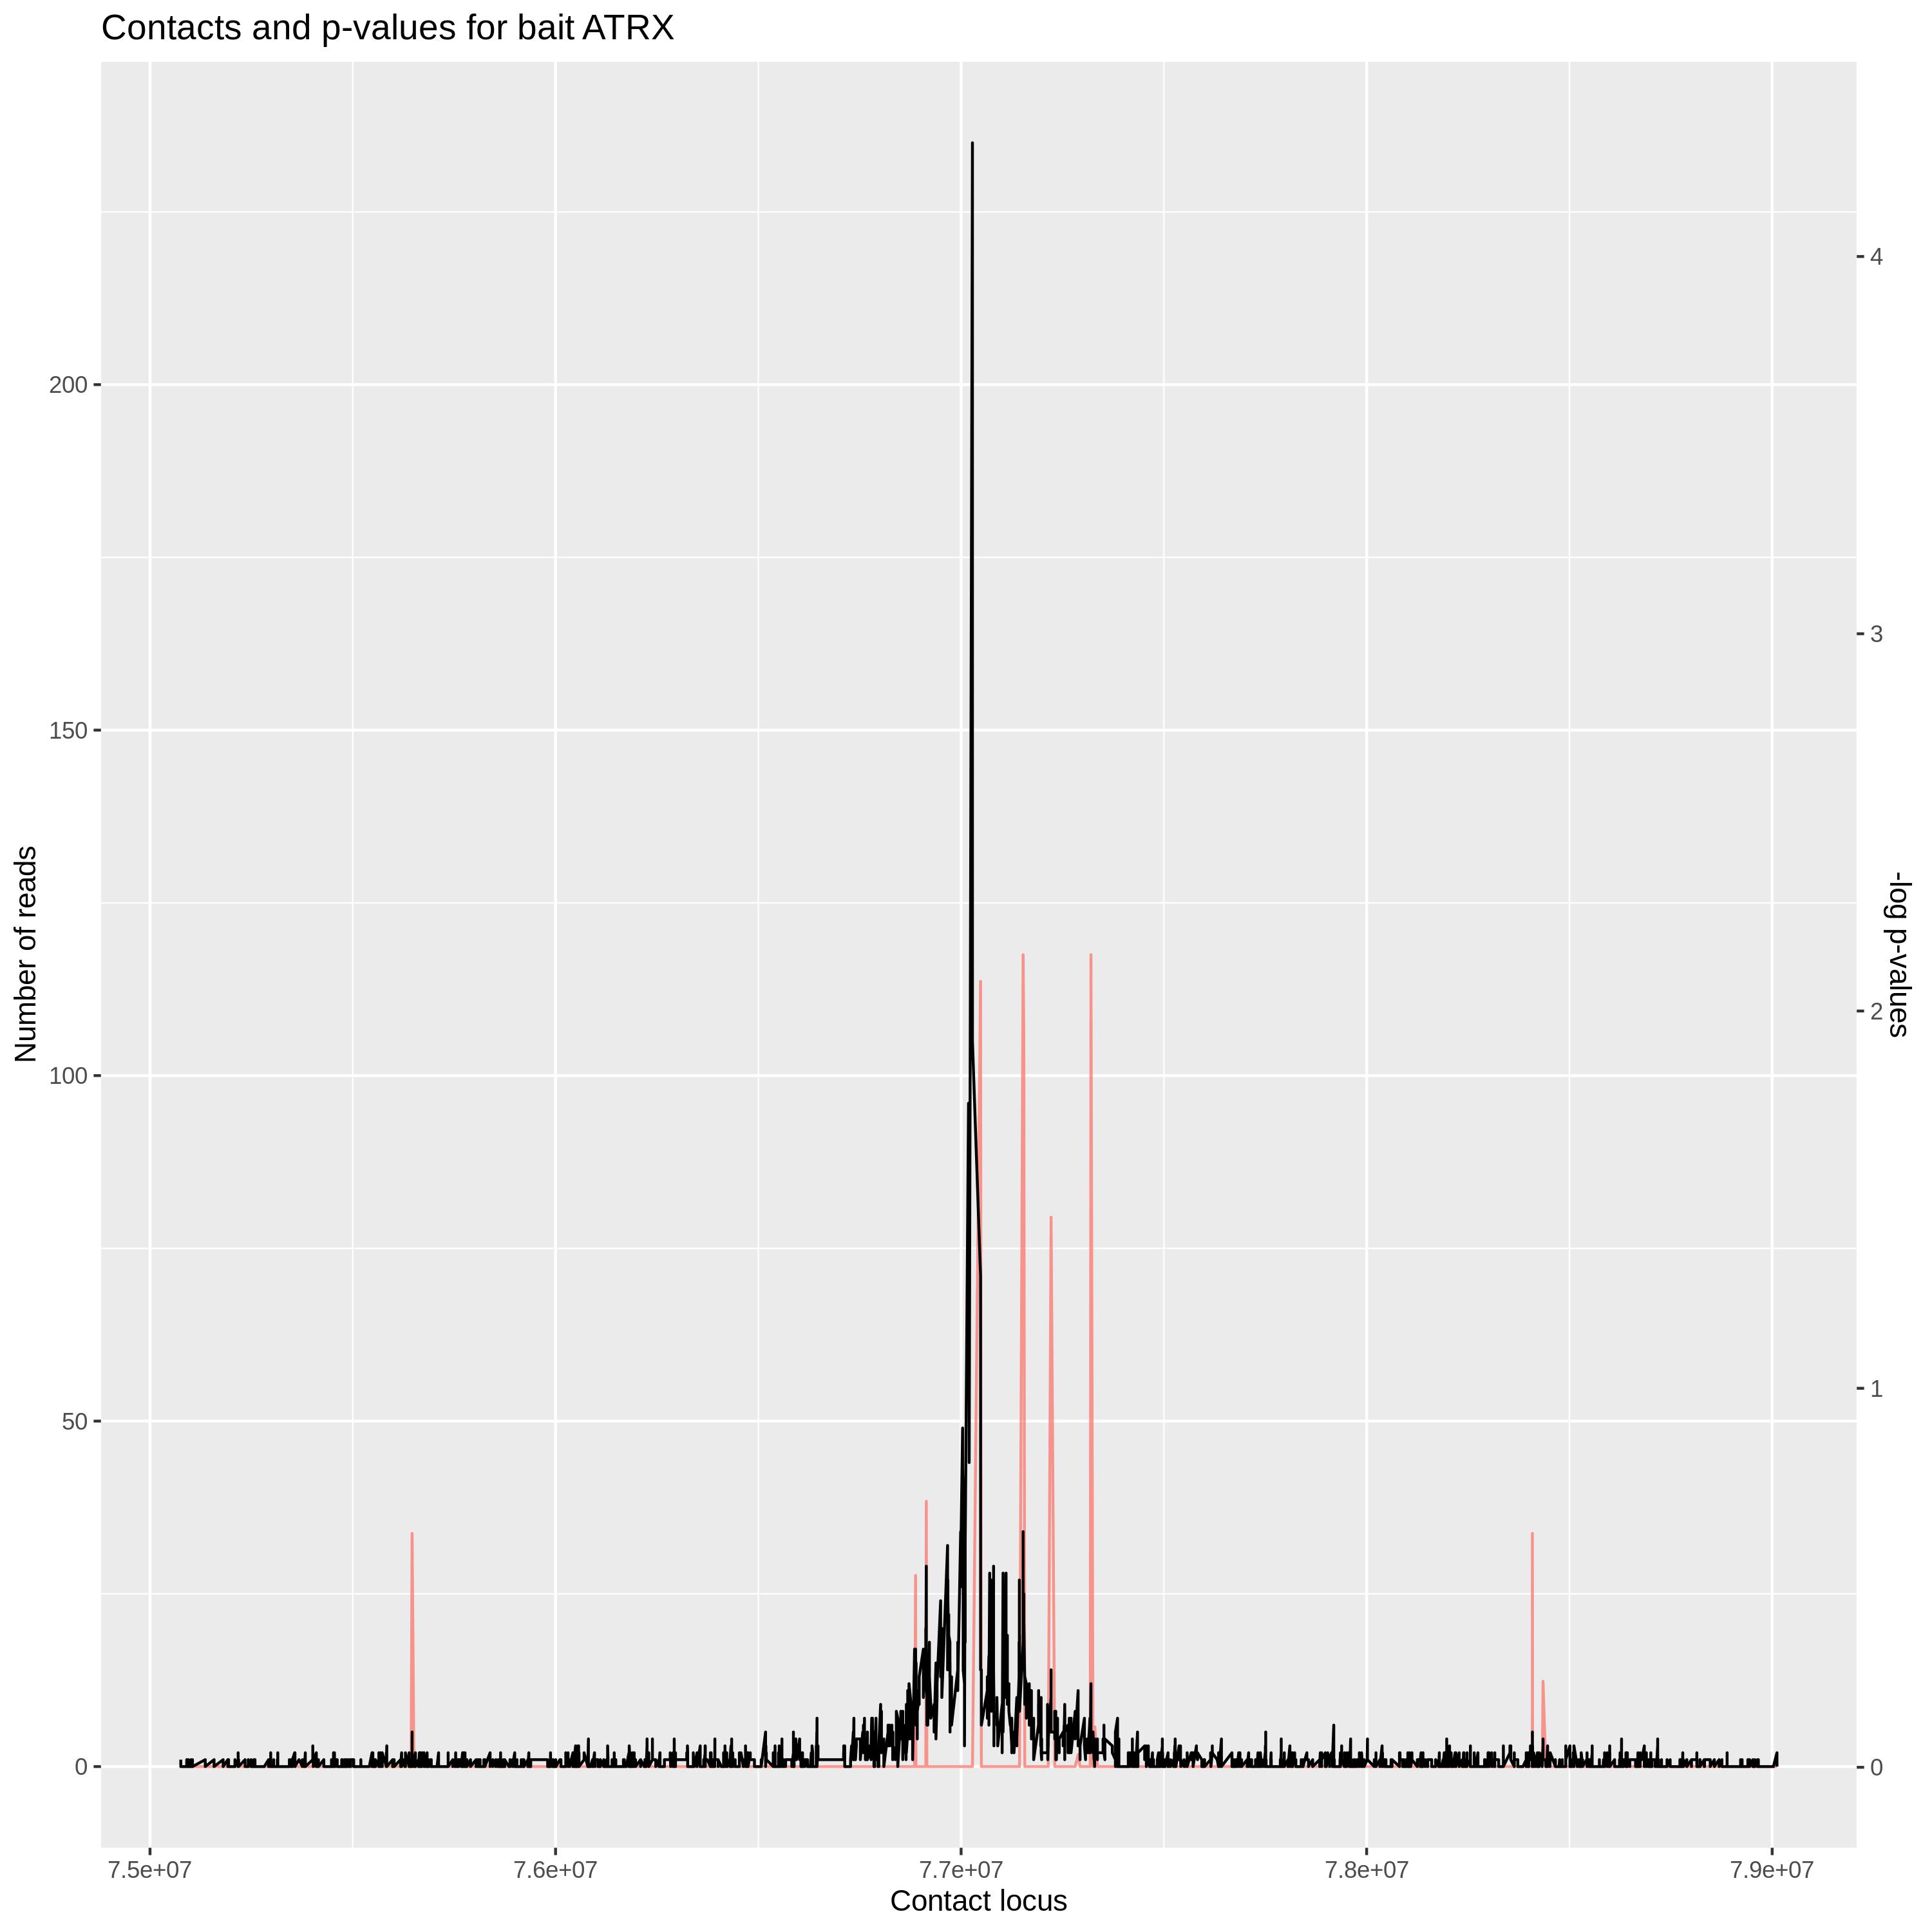 Contacts and p-values for bait ATRX
Number of reads
200
150
100
50
0
4
3
2
1
0
-log p-values
7.5e+07
7.6e+07
7.7e+07
7.8e+07
7.9e+07
Contact locus